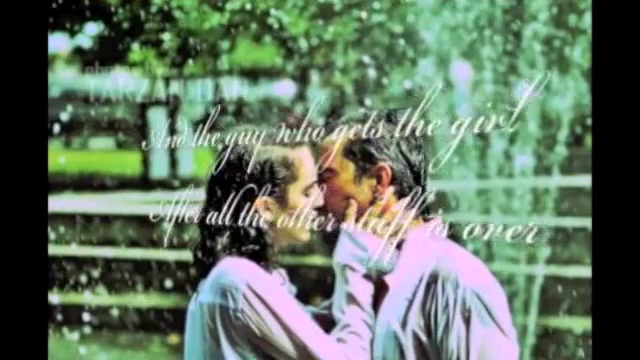 And the guy who gets the girl
After all the other stuff is over